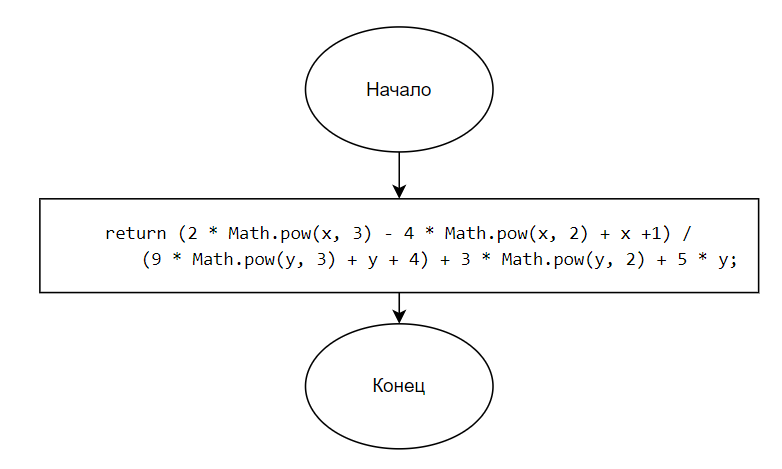 Начало
return (2 * Math.pow(x, 3) - 4 * Math.pow(x, 2) + x +1) /
(9 * Math.pow(y, 3) + y + 4) + 3 * Math.pow(y, 2) + 5 * y;
Конец